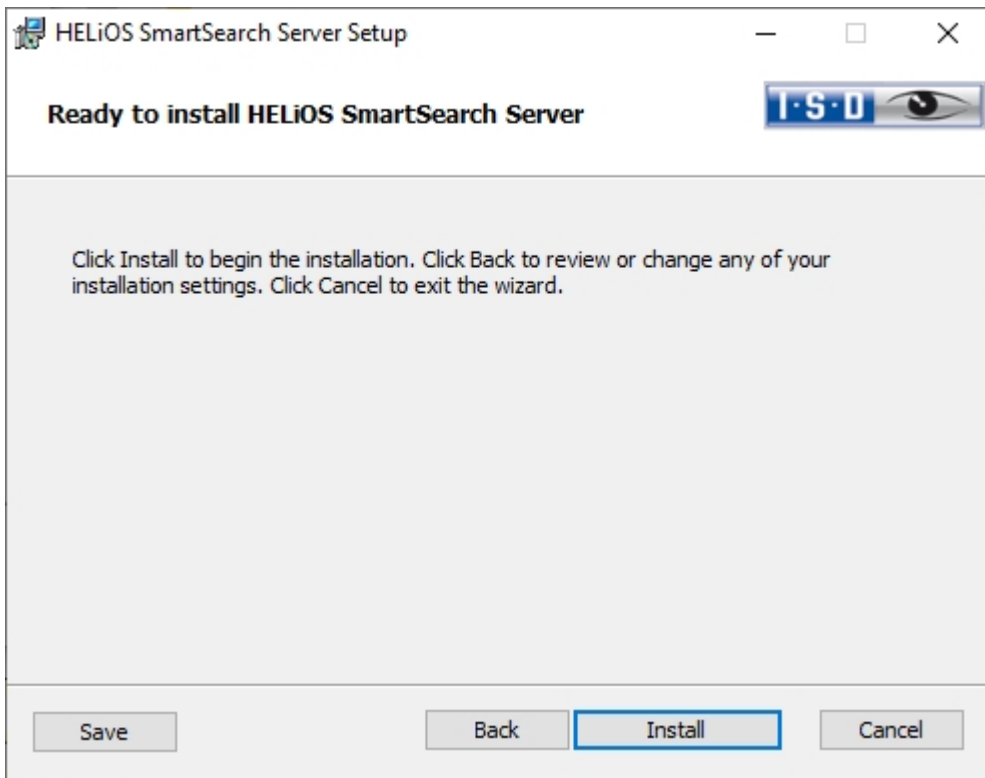 HELiOS SmartSearch Server Setup
Ready to install HELiOS SmartSearch Server
I·S·D
Click Install to begin the installation. Click Back to review or change any of your
installation settings. Click Cancel to exit the wizard.
Save
Back
Install
Cancel